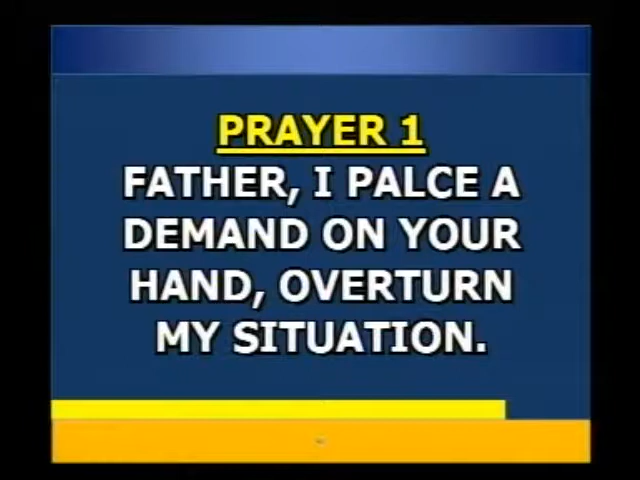 PRAYER 1
FATHER, I PALCE A
DEMAND ON YOUR
HAND, OVERTURN
MY SITUATION.